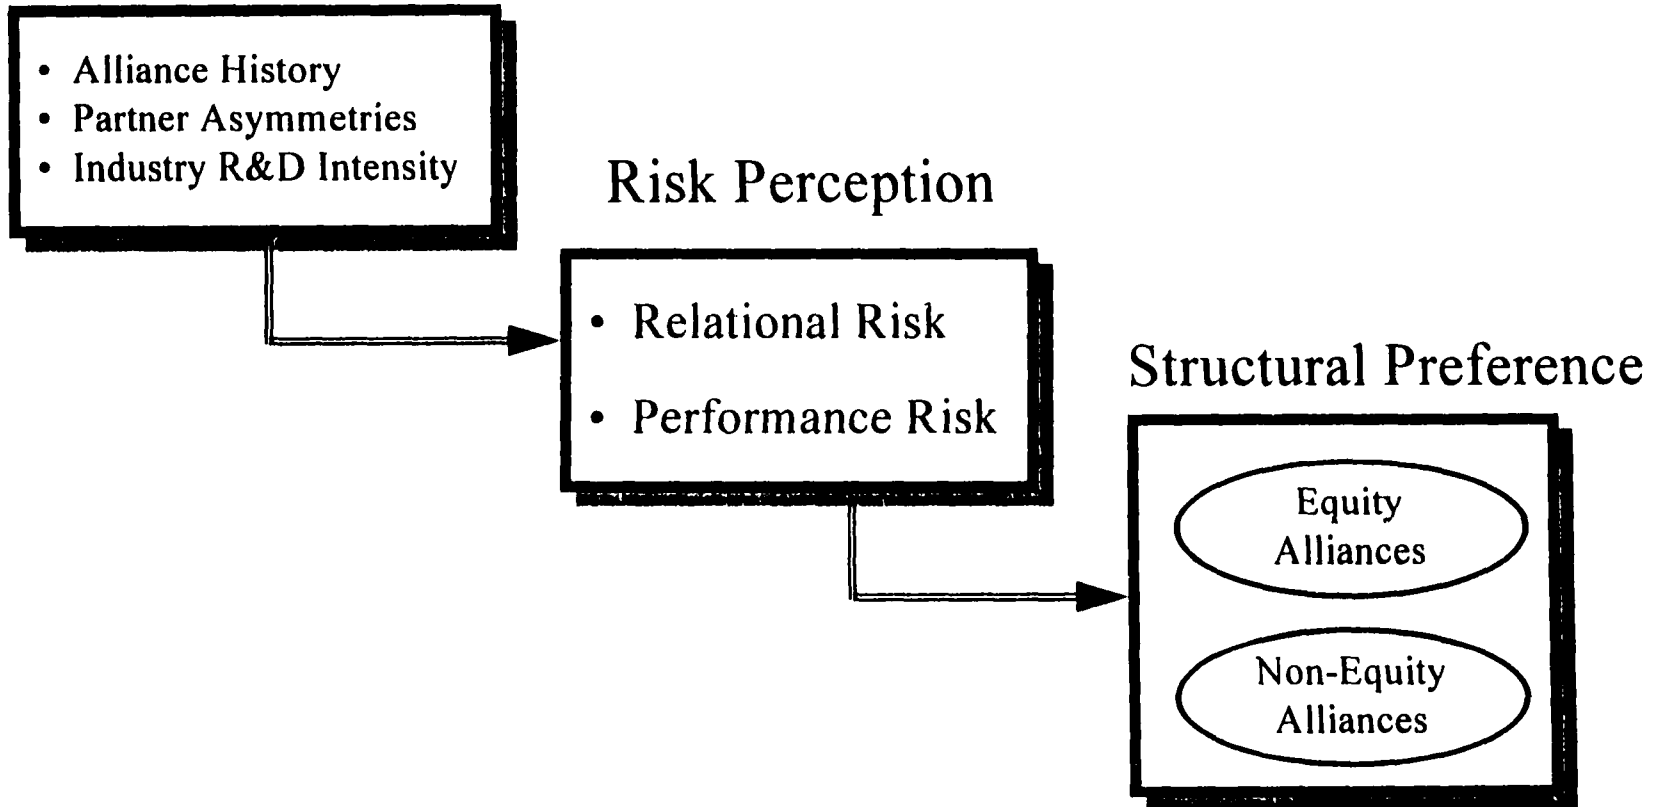 • Alliance History
• Partner Asymmetries
• Industry R&D Intensity
Risk Perception
• Relational Risk
• Performance Risk
Structural Preference
Equity
Alliances
Non-Equity
Alliances